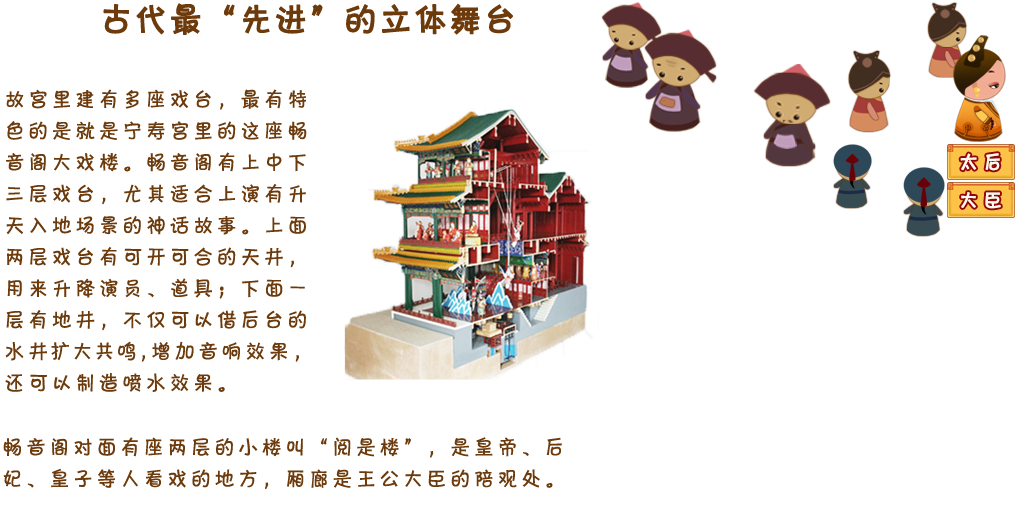 古代最“先进”的立体舞台
故宫里建有多座戏台，最有特
色的是就是宁寿宫里的这座畅
音阁大戏楼。畅音阁有上中下
三层戏台，尤其适合上演有升
天入地场景的神话故事。上面
两层戏台有可开可合的天井，
用来升降演员、道具；下面一
层有地井，不仅可以借后台的
水井扩大共鸣,增加音响效果，
还可以制造喷水效果。
畅音阁对面有座两层的小楼叫“阅是楼”，是皇帝、后
妃、皇子等人看戏的地方，厢廊是王公大臣的陪观处。
太后
大臣